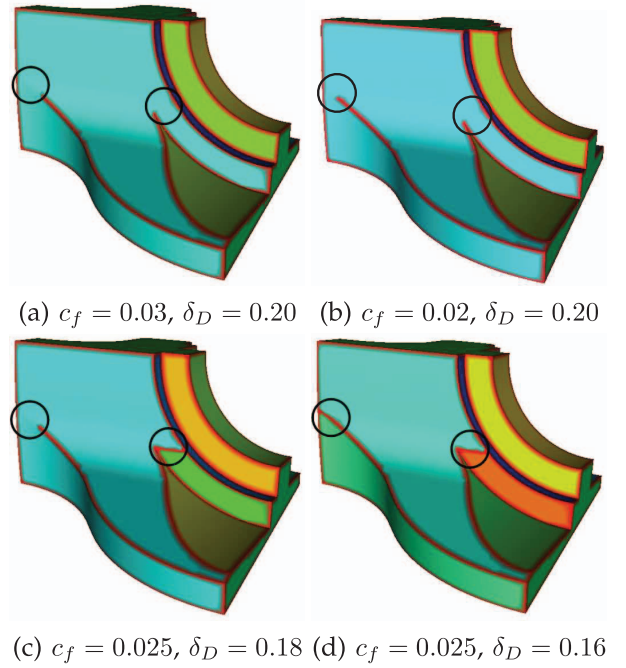 (a) c_f = 0.03, δ_D = 0.20 (b) c_f = 0.02, δ_D = 0.20
(c) c_f = 0.025, δ_D = 0.18 (d) c_f = 0.025, δ_D = 0.16